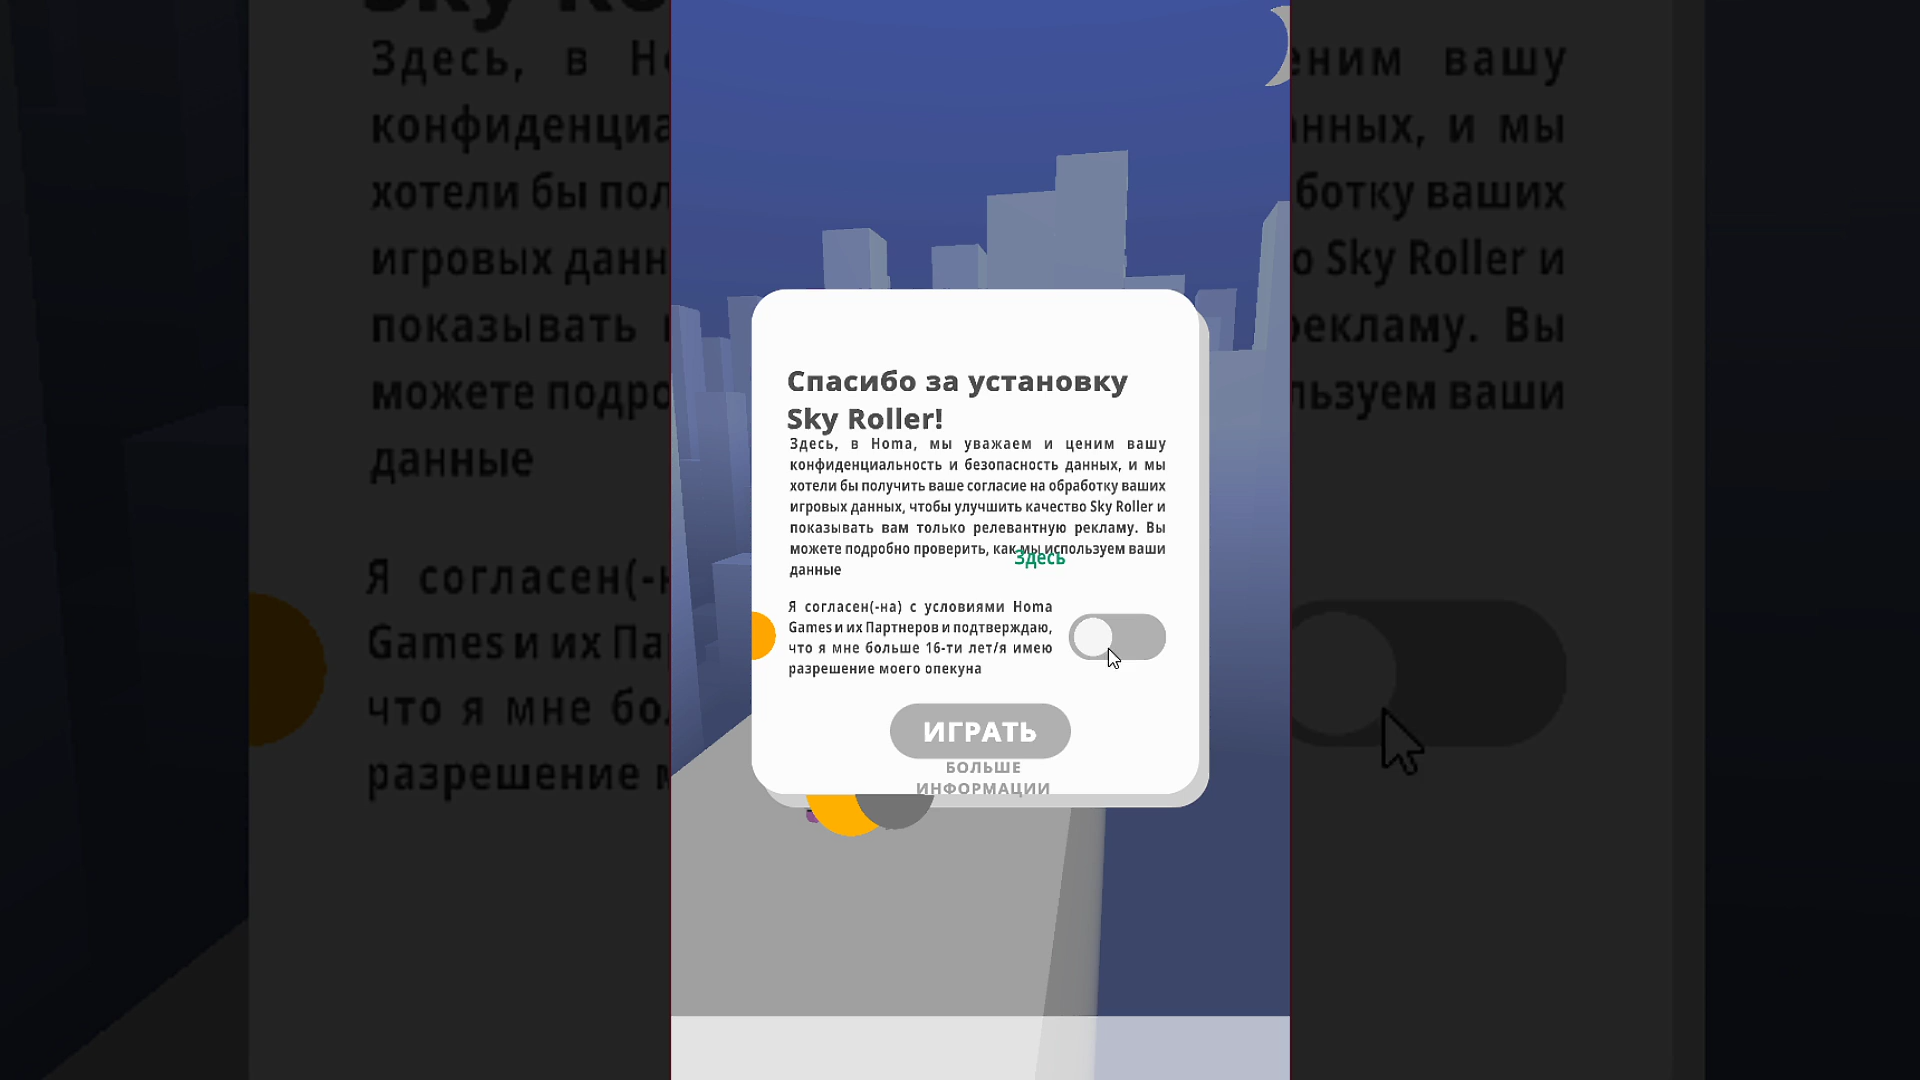 Спасибо за установку
Sky Roller!
Здесь, в Homa, мы уважаем и ценим вашу
конфиденциальность и безопасность данных, и мы
хотели бы получить ваше согласие на обработку ваших
игровых данных, чтобы улучшить качество Sky Roller и
показывать вам только релевантную рекламу. Вы
можете подробно проверить, как мы используем ваши
данные
Здесь
Я согласен(-на) с условиями Homa
Games и их Партнеров и подтверждаю,
что я мне больше 16-ти лет/я имею
разрешение моего опекуна
ИГРАТЬ
БОЛЬШЕ
ИНФОРМАЦИИ